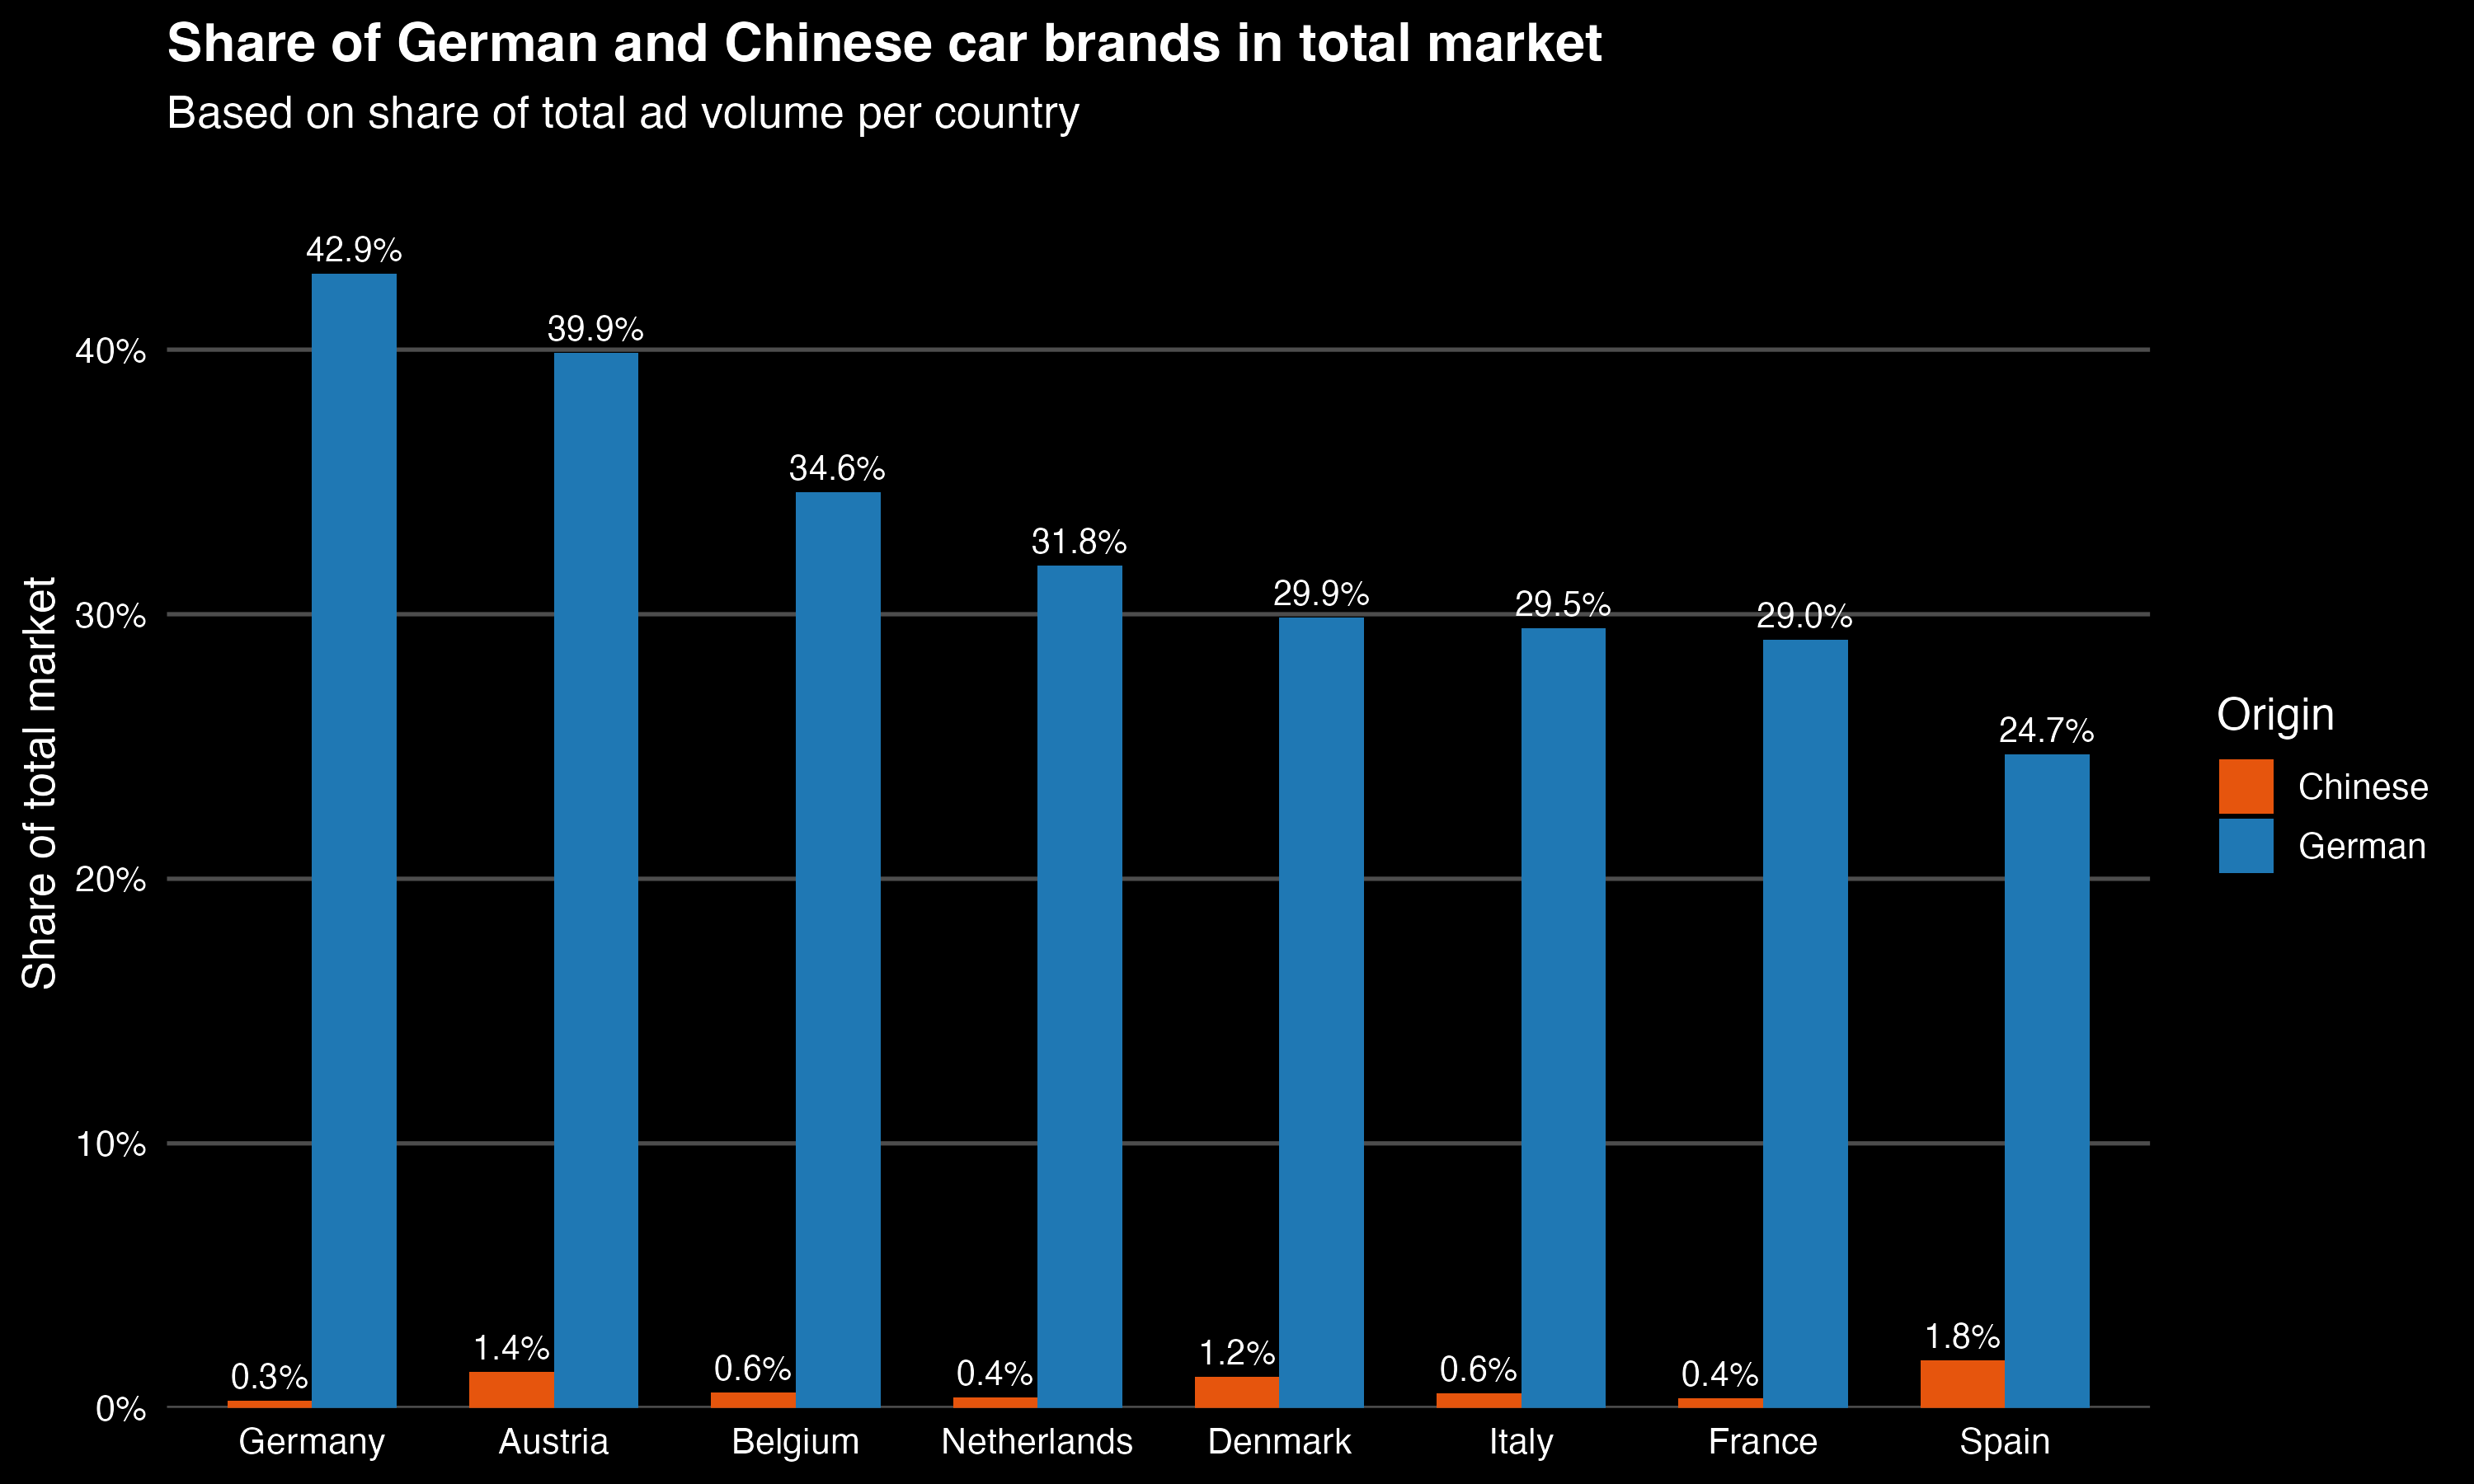 Share of German and Chinese car brands in total market
Based on share of total ad volume per country
Share of total market
40%
30%
20%
10%
0%
42.9%
39.9%
34.6%
31.8%
29.9%
29.5%
29.0%
24.7%
0.3%
1.4%
0.6%
0.4%
1.2%
0.6%
0.4%
1.8%
Germany
Austria
Belgium
Netherlands
Denmark
Italy
France
Spain
Origin
Chinese
German